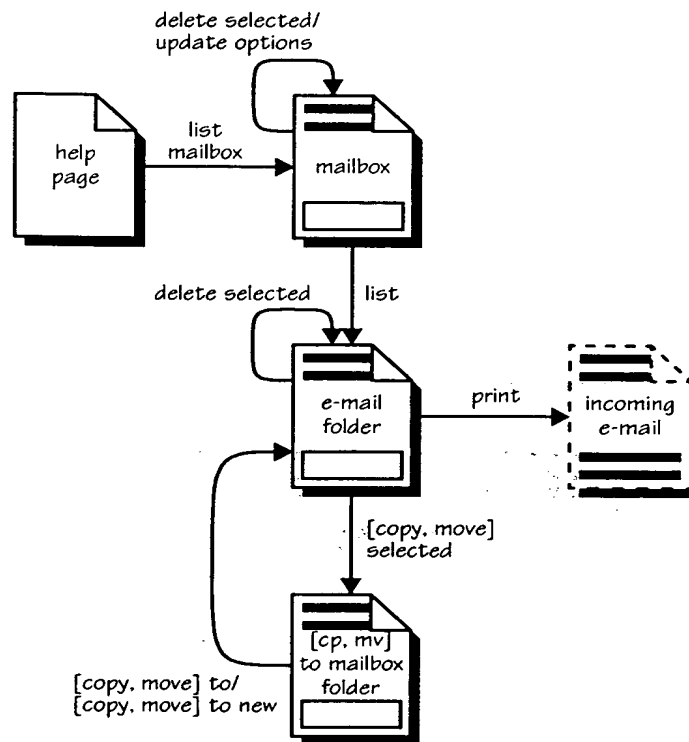 delete selected/
update options
help
page
list
mailbox
mailbox
delete selected
list
e-mail
folder
print
incoming
e-mail
[copy, move]
selected
[cp, mv]
to mailbox
folder
[copy, move] to/
[copy, move] to new